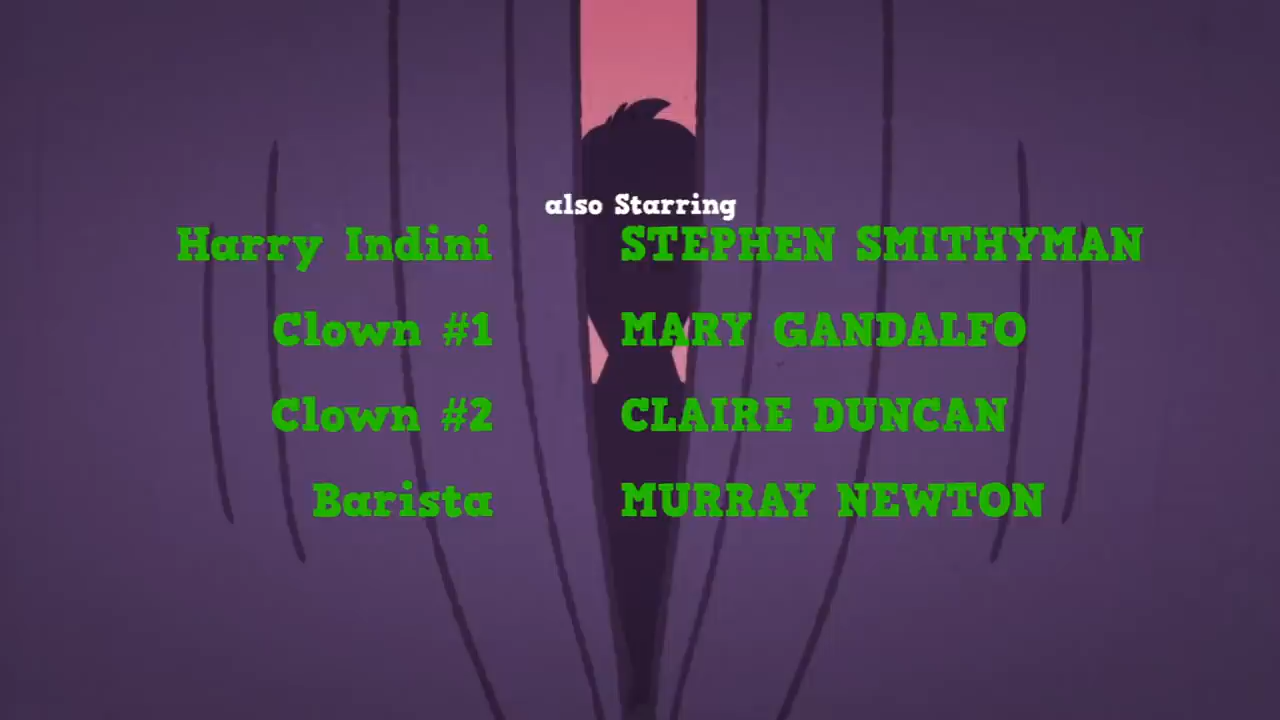 also Starring
Harry Indini STEPHEN SMITHYMAN
Clown #1 MARY GANDALFO
Clown #2 CLAIRE DUNCAN
Barista MURRAY NEWTON